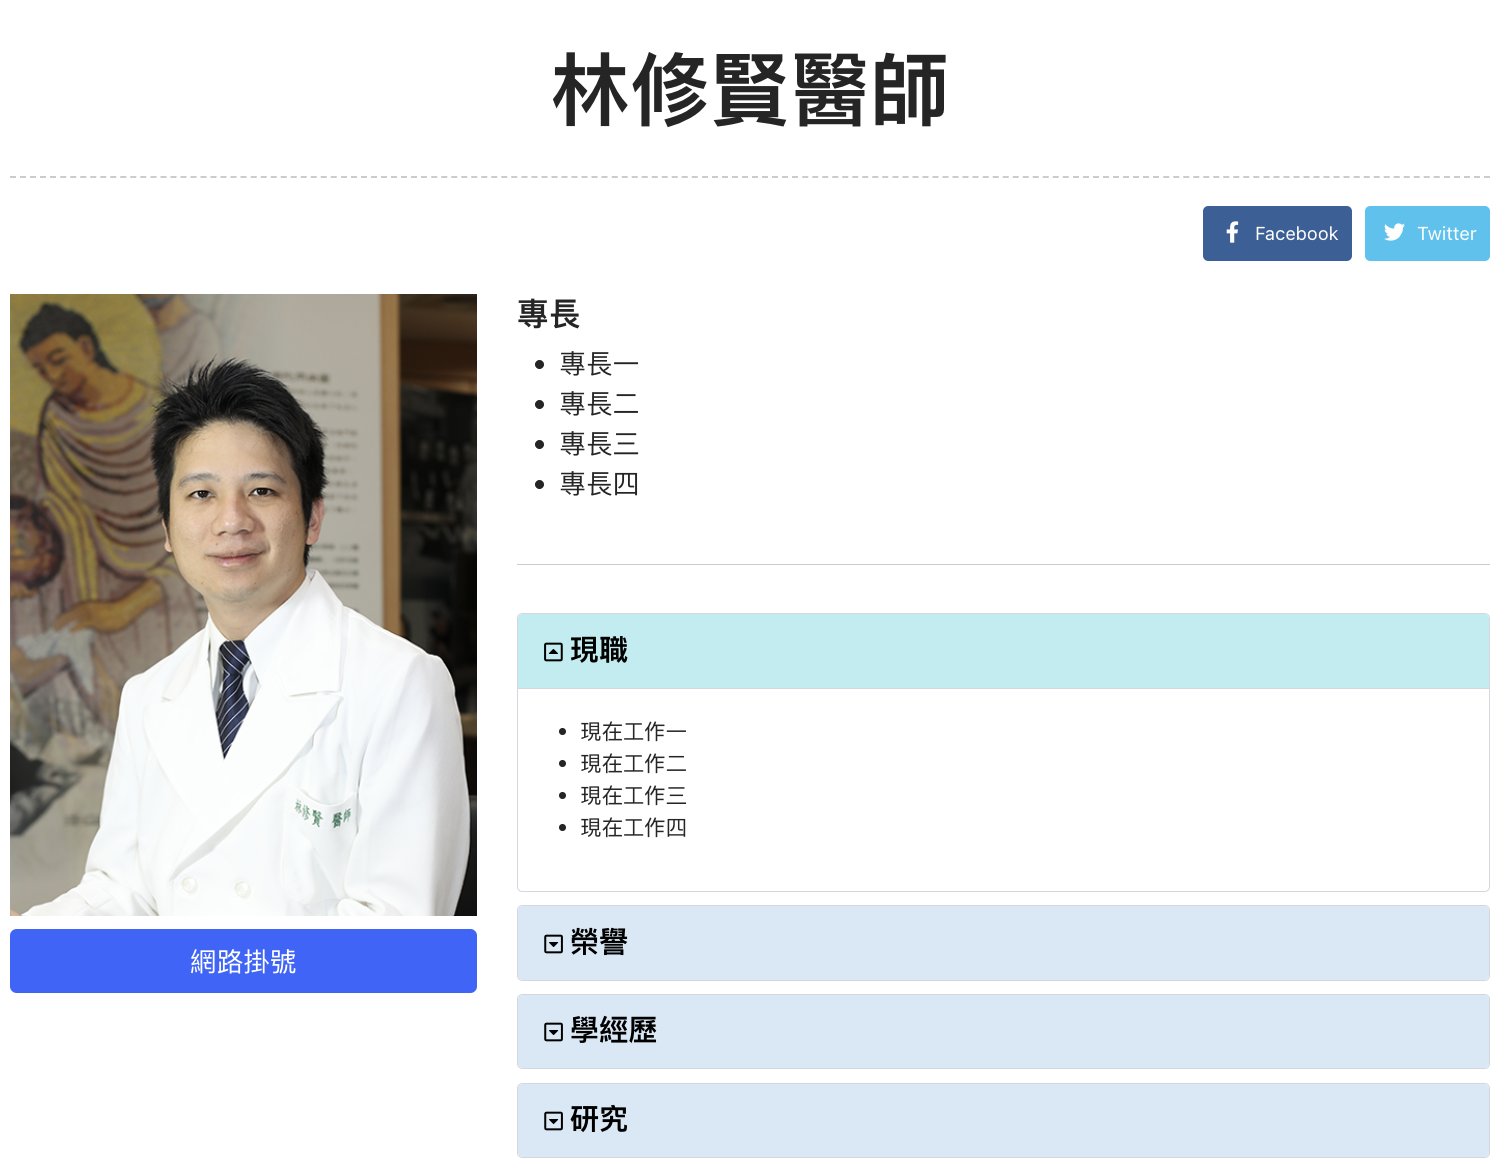 林修賢醫師
Facebook
Twitter
專長
專長一
專長二
專長三
專長四
現職
現在工作一
現在工作二
現在工作三
現在工作四
林修賢 醫師
網路掛號
榮譽
學經歷
研究